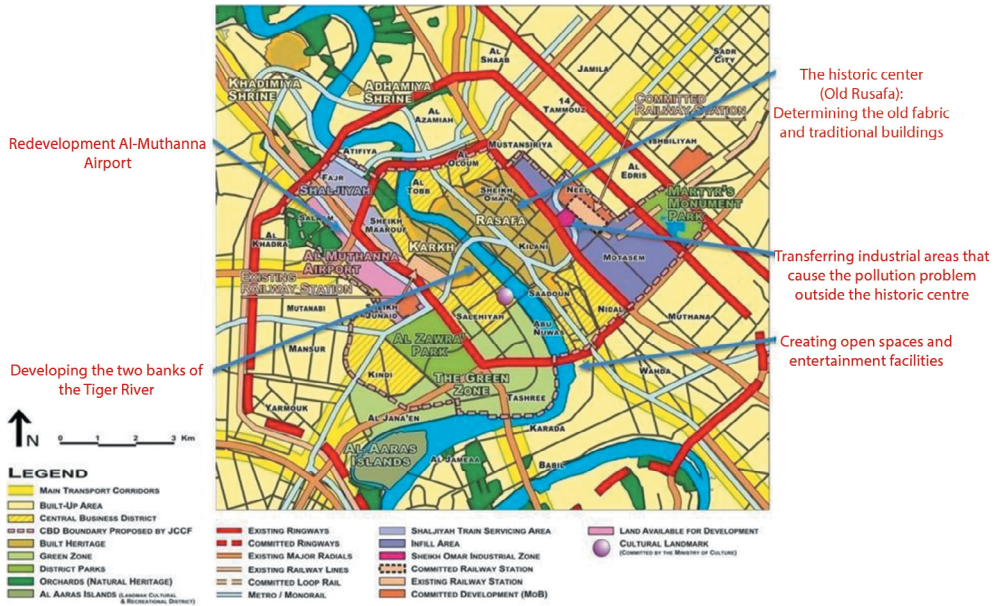 Redevelopment Al-Muthanna
Airport
Developing the two banks of
the Tiger River
The historic center
(Old Rusafa):
Determining the old fabric
and traditional buildings
Transferring industrial areas that
cause the pollution problem
outside the historic centre
Creating open spaces and
entertainment facilities
KHADIMIYA
SHRINE
ADHAMIYA
SHRINE
AL
SHAAB
JAMILA
SADR
CITY
14
TAMMOUZ
COMMITTED
RAILWAY STATION
ISHBILIYAH
AL
AZAMIAH
MUSTANSIRIYA
AL
EDRIS
ATIFIYA
AL
OLOUM
FAJR
SHALJIYAH
AL
TOBB
SHEIKH
OMAR
NEEL
MARTYR'S
MONUMENT
PARK
SALAAM
SHEIKH
MAAROUF
RASAFA
AL
KHADRA
KARKH
KILANI
MOTASEM
AL MUTHANNA
AIRPORT
EXISTING
RAILWAY STATION
SAADOUN
MUTANABI
SHEIKH
JUNAID
SALEHIYAH
ABU
NUWAS
NIDAL
MUTHANA
MANSUR
AL ZAWRA
PARK
KINDI
THE GREEN
ZONE
WAHDA
TASHREE
YARMOUK
AL JANA'EN
KARADA
AL AARAS
ISLANDS
AL JAMEAA
BABIL
N
0 1 2 3 Km
LEGEND
MAIN TRANSPORT CORRIDORS
BUILT-UP AREA
CENTRAL BUSINESS DISTRICT
CBD BOUNDARY PROPOSED BY JCCF
BUILT HERITAGE
GREEN ZONE
DISTRICT PARKS
ORCHARDS (NATURAL HERITAGE)
AL AARAS ISLANDS (LANDMAK CULTURAL
& RECREATIONAL DISTRICT)
EXISTING RINGWAYS
COMMITTED RINGWAYS
EXISTING MAJOR RADIALS
EXISTING RAILWAY LINES
COMMITTED LOOP RAIL
METRO / MONORAIL
SHALJIYAH TRAIN SERVICING AREA
INFILL AREA
SHEIKH OMAR INDUSTRIAL ZONE
COMMITTED RAILWAY STATION
EXISTING RAILWAY STATION
COMMITTED DEVELOPMENT (MOB)
LAND AVAILABLE FOR DEVELOPMENT
CULTURAL LANDMARK
(COMMITTED BY THE MINISTRY OF CULTURE)